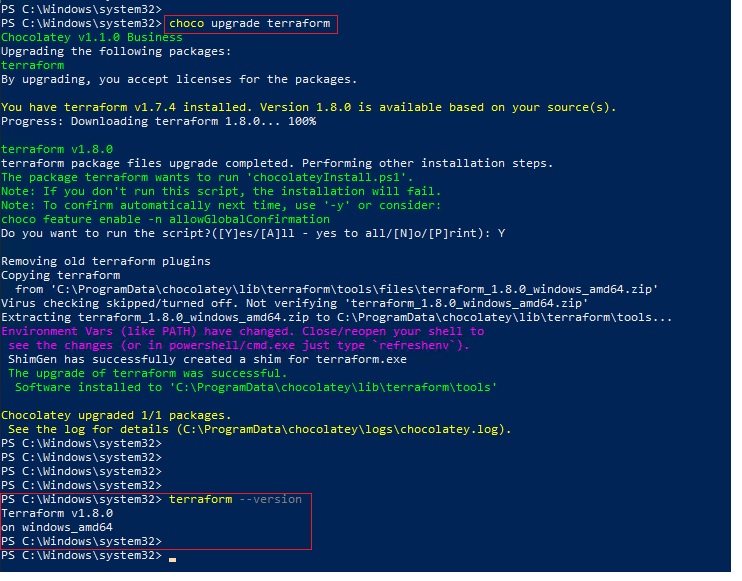 PS C:\Windows\system32>
PS C:\Windows\system32> choco upgrade terraform
Chocolatey v1.1.0 Business
Upgrading the following packages:
terraform
By upgrading, you accept licenses for the packages.
You have terraform v1.7.4 installed. Version 1.8.0 is available based on your source(s).
Progress: Downloading terraform 1.8.0... 100%
terraform v1.8.0
terraform package files upgrade completed. Performing other installation steps.
The package terraform wants to run 'chocolateyInstall.ps1'.
Note: If you don't run this script, the installation will fail.
Note: To confirm automatically next time, use '-y' or consider:
choco feature enable -n allowGlobalConfirmation
Do you want to run the script?([Y]es/[A]ll - yes to all/[N]o/[P]rint): Y
Removing old terraform plugins
Copying terraform
  from 'C:\ProgramData\chocolatey\lib\terraform\tools\files\terraform_1.8.0_windows_amd64.zip'
Virus checking skipped/turned off. Not verifying 'terraform_1.8.0_windows_amd64.zip'
Extracting terraform_1.8.0_windows_amd64.zip to C:\ProgramData\chocolatey\lib\terraform\tools...
Environment Vars (like PATH) have changed. Close/reopen your shell to
 see the changes (or in powershell/cmd.exe just type `refreshenv`).
 ShimGen has successfully created a shim for terraform.exe
 The upgrade of terraform was successful.
  Software installed to 'C:\ProgramData\chocolatey\lib\terraform\tools'
Chocolatey upgraded 1/1 packages.
 See the log for details (C:\ProgramData\chocolatey\logs\chocolatey.log).
PS C:\Windows\system32>
PS C:\Windows\system32>
PS C:\Windows\system32>
PS C:\Windows\system32>
PS C:\Windows\system32> terraform --version
Terraform v1.8.0
on windows_amd64
PS C:\Windows\system32>
PS C:\Windows\system32>